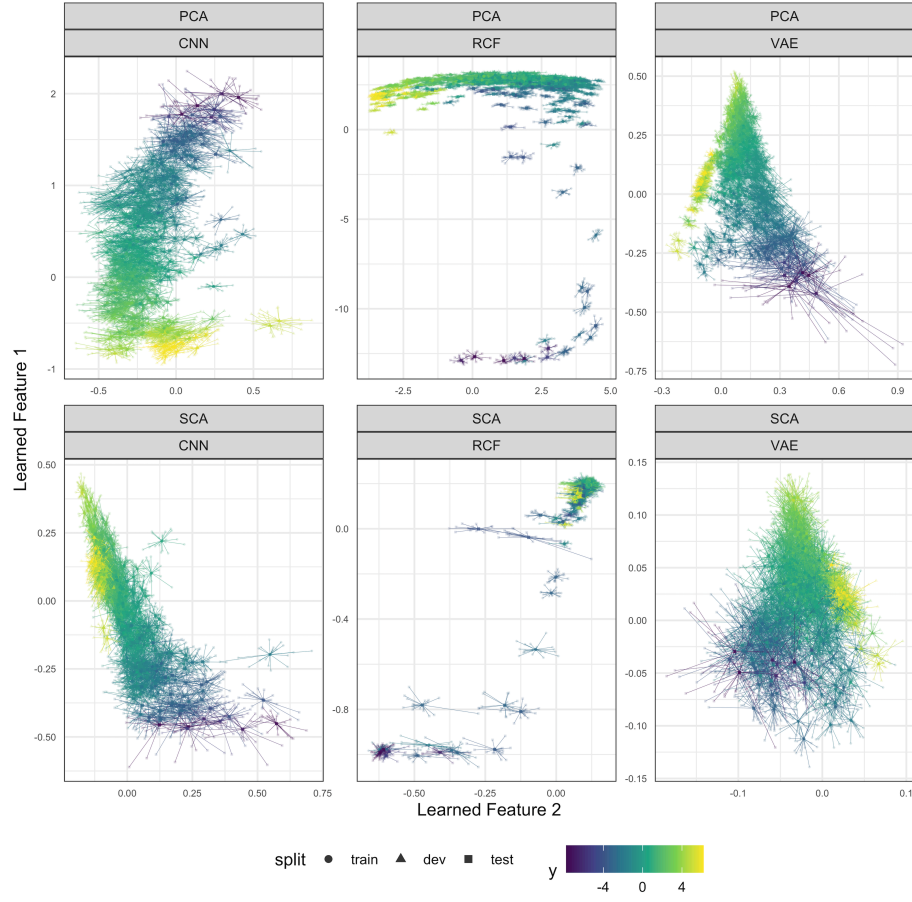 PCA
PCA
PCA
CNN
RCF
VAE
2
1
0
-1
0
-5
-10
0.50
0.25
0.00
-0.25
-0.50
-0.75
-0.5
0.0
0.5
-2.5
0.0
2.5
5.0
-0.3
0.0
0.3
0.6
0.9
Learned Feature 1
SCA
SCA
SCA
CNN
RCF
VAE
0.50
0.25
0.00
-0.25
-0.50
0.0
-0.4
-0.8
0.15
0.10
0.05
0.00
-0.05
-0.10
-0.15
0.00
0.25
0.50
0.75
-0.50
-0.25
0.00
-0.1
0.0
0.1
Learned Feature 2
split train dev test
y
-4 0 4